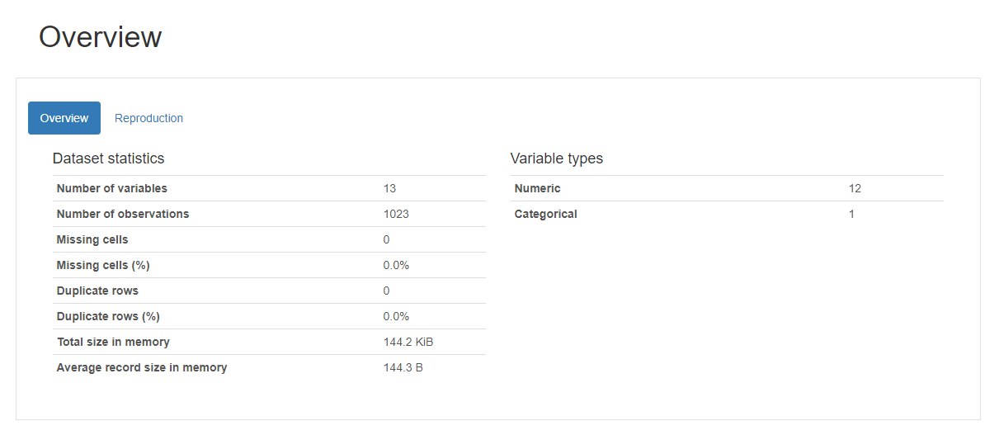 Overview
Overview Reproduction
Dataset statistics
Number of variables 13
Number of observations 1023
Missing cells 0
Missing cells (%) 0.0%
Duplicate rows 0
Duplicate rows (%) 0.0%
Total size in memory 144.2 KiB
Average record size in memory 144.3 B
Variable types
Numeric 12
Categorical 1